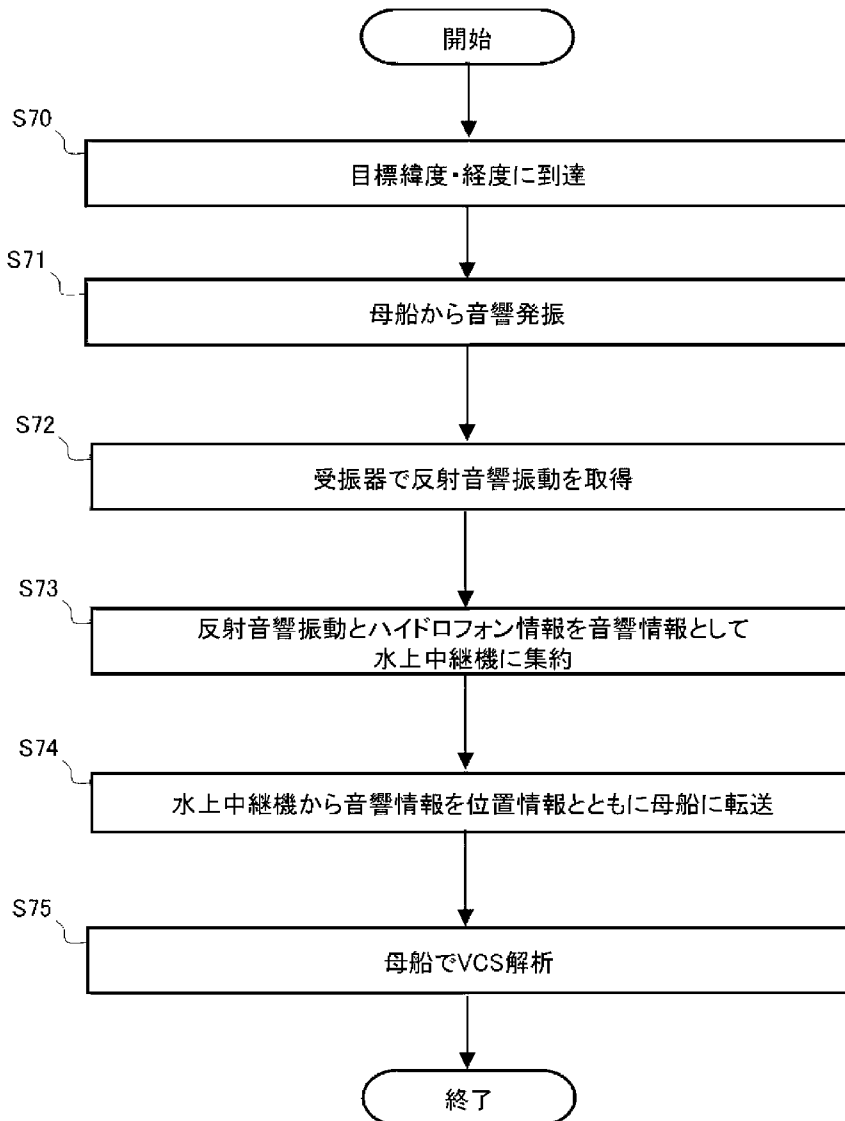 開始
S70
目標緯度・経度に到達
S71
母船から音響発振
S72
受振器で反射音響振動を取得
S73
反射音響振動とハイドロフォン情報を音響情報として
水上中継機に集約
S74
水上中継機から音響情報を位置情報とともに母船に転送
S75
母船でVCS解析
終了